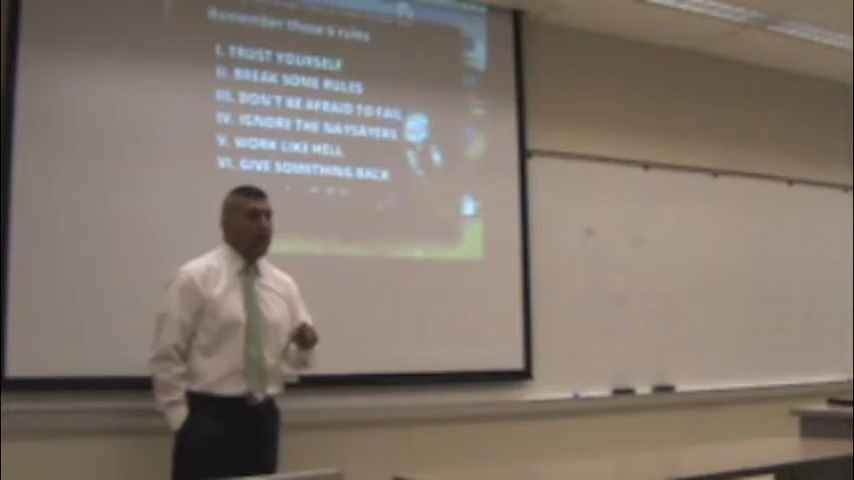 Remember these 6 rules
I. TRUST YOURSELF
II. BREAK SOME RULES
III. DON'T BE AFRAID TO FAIL
IV. IGNORE THE NAYSAYERS
V. WORK LIKE HELL
VI. GIVE SOMETHING BACK